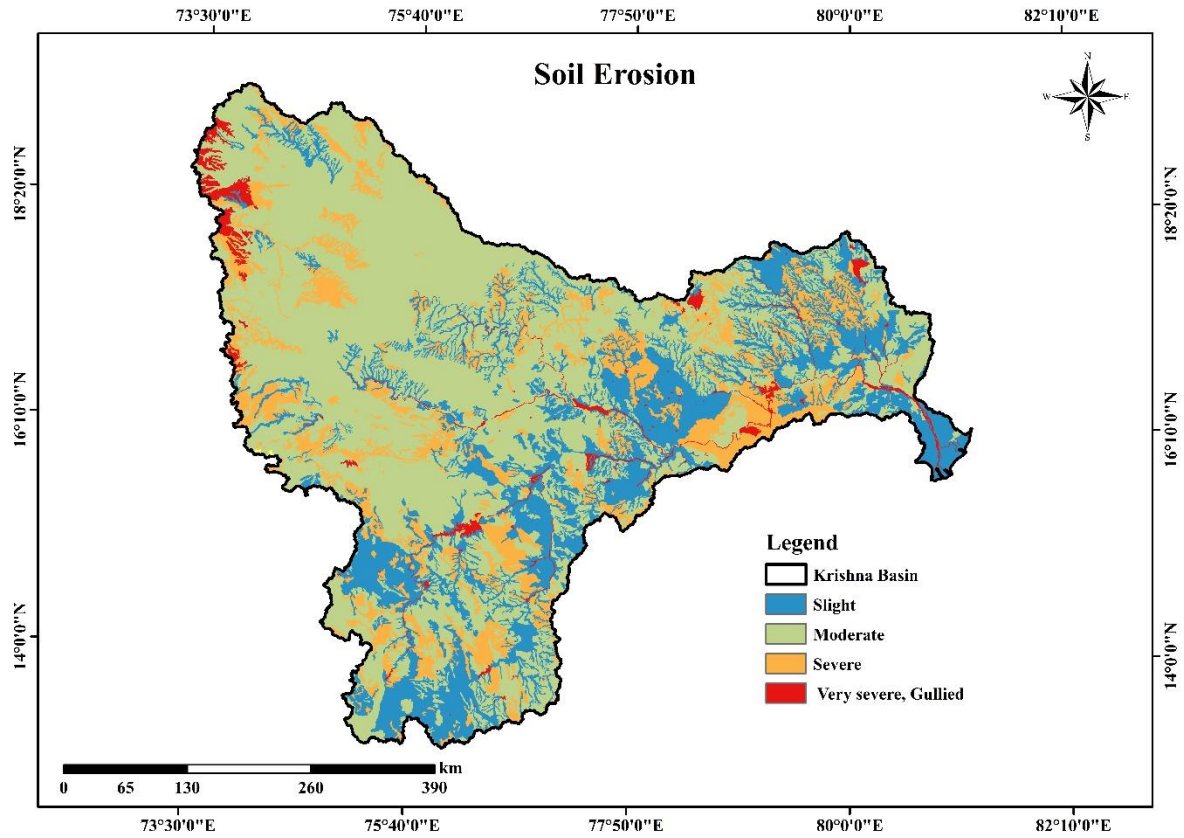 73°30'0"E 75°40'0"E 77°50'0"E 80°0'0"E 82°10'0"E
Soil Erosion
N
W E
S
18°20'0"N 18°20'0"N
16°10'0"N 16°10'0"N
14°0'0"N 14°0'0"N
Legend
Krishna Basin
Slight
Moderate
Severe
Very severe, Gullied
km
0 65 130 260 390
73°30'0"E 75°40'0"E 77°50'0"E 80°0'0"E 82°10'0"E